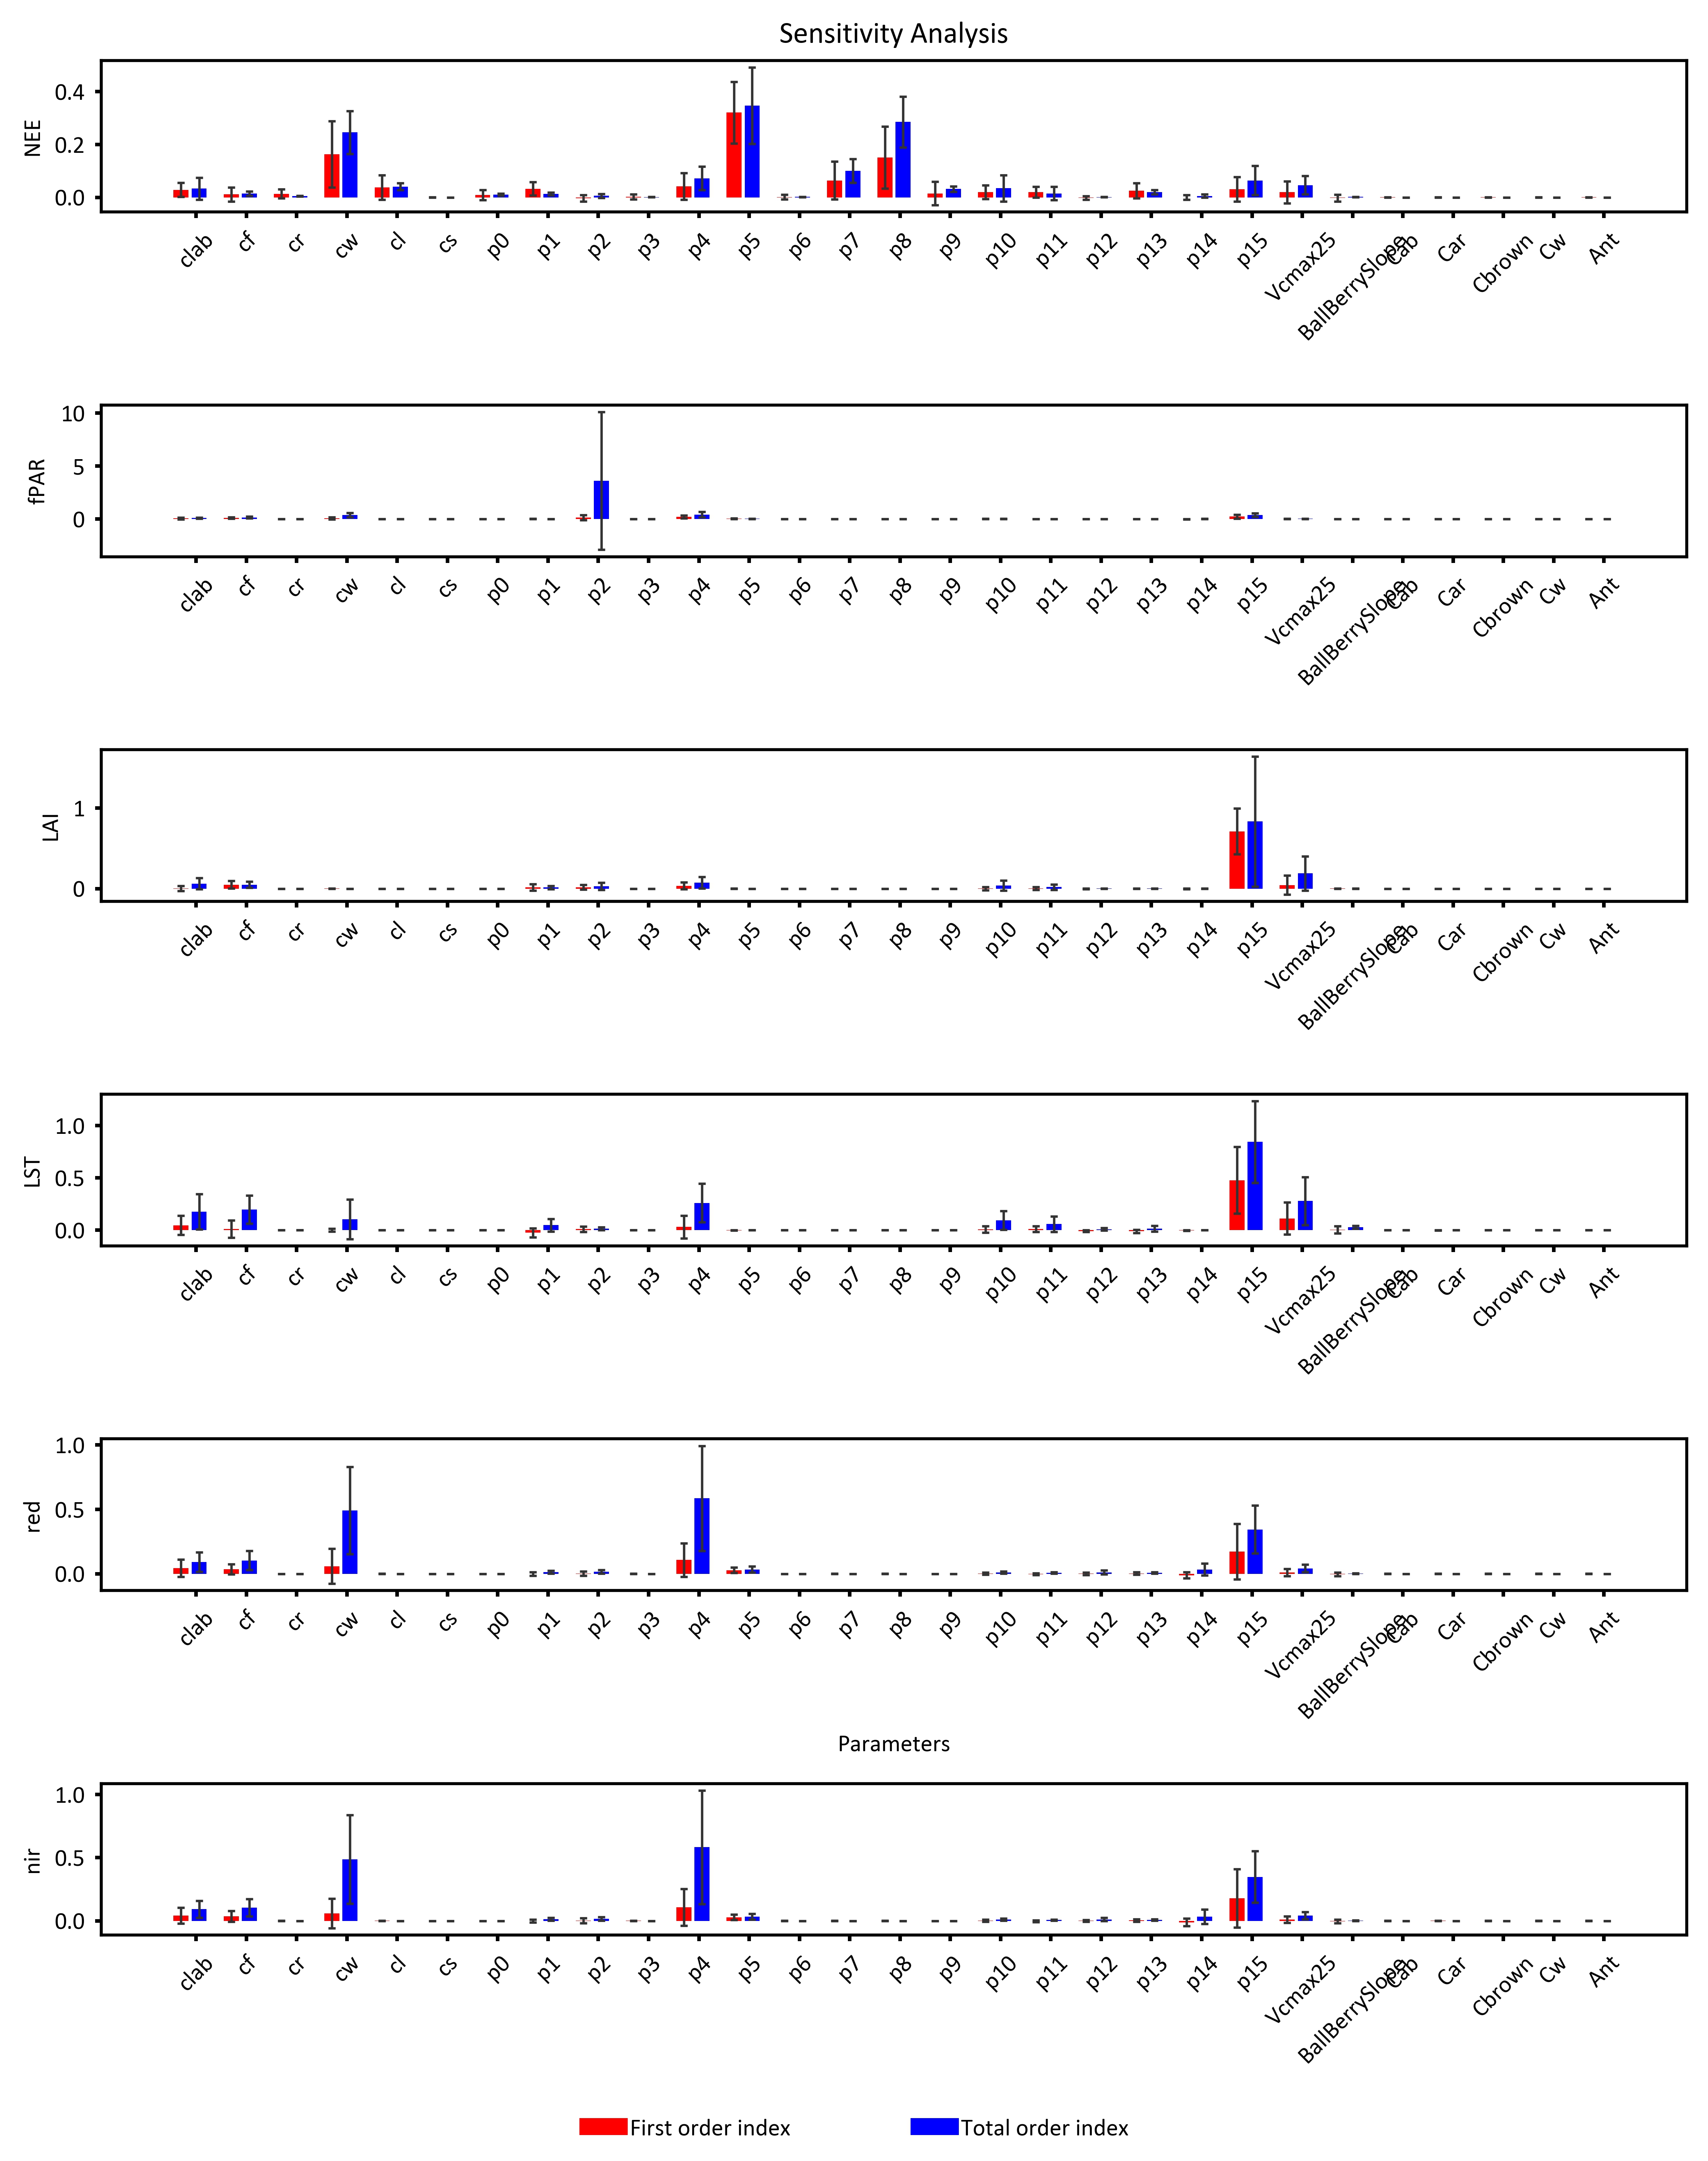 Sensitivity Analysis
NEE
0.4
0.2
0.0
clab cf cr cw cl cs p0 p1 p2 p3 p4 p5 p6 p7 p8 p9 p10 p11 p12 p13 p14 p15 Vcmax25 BallBerrySlope Cab Car Cbrown Cw Ant
fPAR
10
5
0
clab cf cr cw cl cs p0 p1 p2 p3 p4 p5 p6 p7 p8 p9 p10 p11 p12 p13 p14 p15 Vcmax25 BallBerrySlope Cab Car Cbrown Cw Ant
LAI
1
0
clab cf cr cw cl cs p0 p1 p2 p3 p4 p5 p6 p7 p8 p9 p10 p11 p12 p13 p14 p15 Vcmax25 BallBerrySlope Cab Car Cbrown Cw Ant
LST
1.0
0.5
0.0
clab cf cr cw cl cs p0 p1 p2 p3 p4 p5 p6 p7 p8 p9 p10 p11 p12 p13 p14 p15 Vcmax25 BallBerrySlope Cab Car Cbrown Cw Ant
red
1.0
0.5
0.0
clab cf cr cw cl cs p0 p1 p2 p3 p4 p5 p6 p7 p8 p9 p10 p11 p12 p13 p14 p15 Vcmax25 BallBerrySlope Cab Car Cbrown Cw Ant
Parameters
nir
1.0
0.5
0.0
clab cf cr cw cl cs p0 p1 p2 p3 p4 p5 p6 p7 p8 p9 p10 p11 p12 p13 p14 p15 Vcmax25 BallBerrySlope Cab Car Cbrown Cw Ant
First order index Total order index